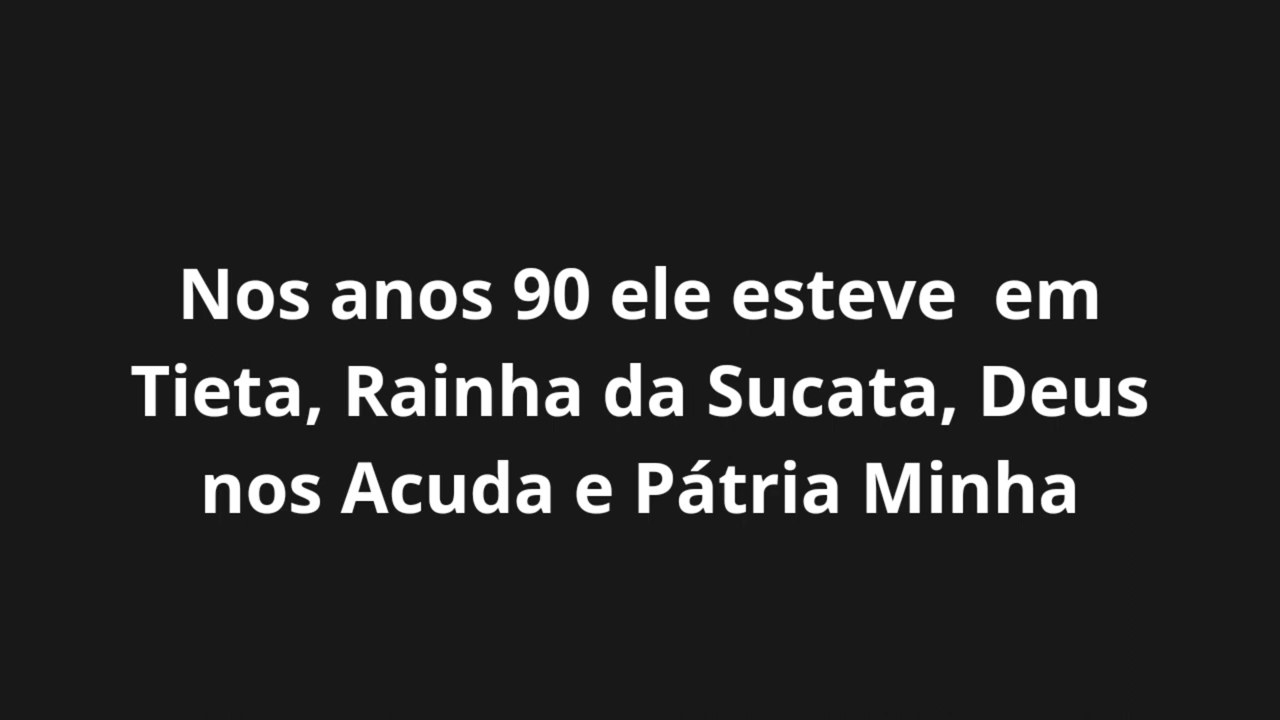 Nos anos 90 ele esteve  em
Tieta, Rainha da Sucata, Deus
nos Acuda e Pátria Minha